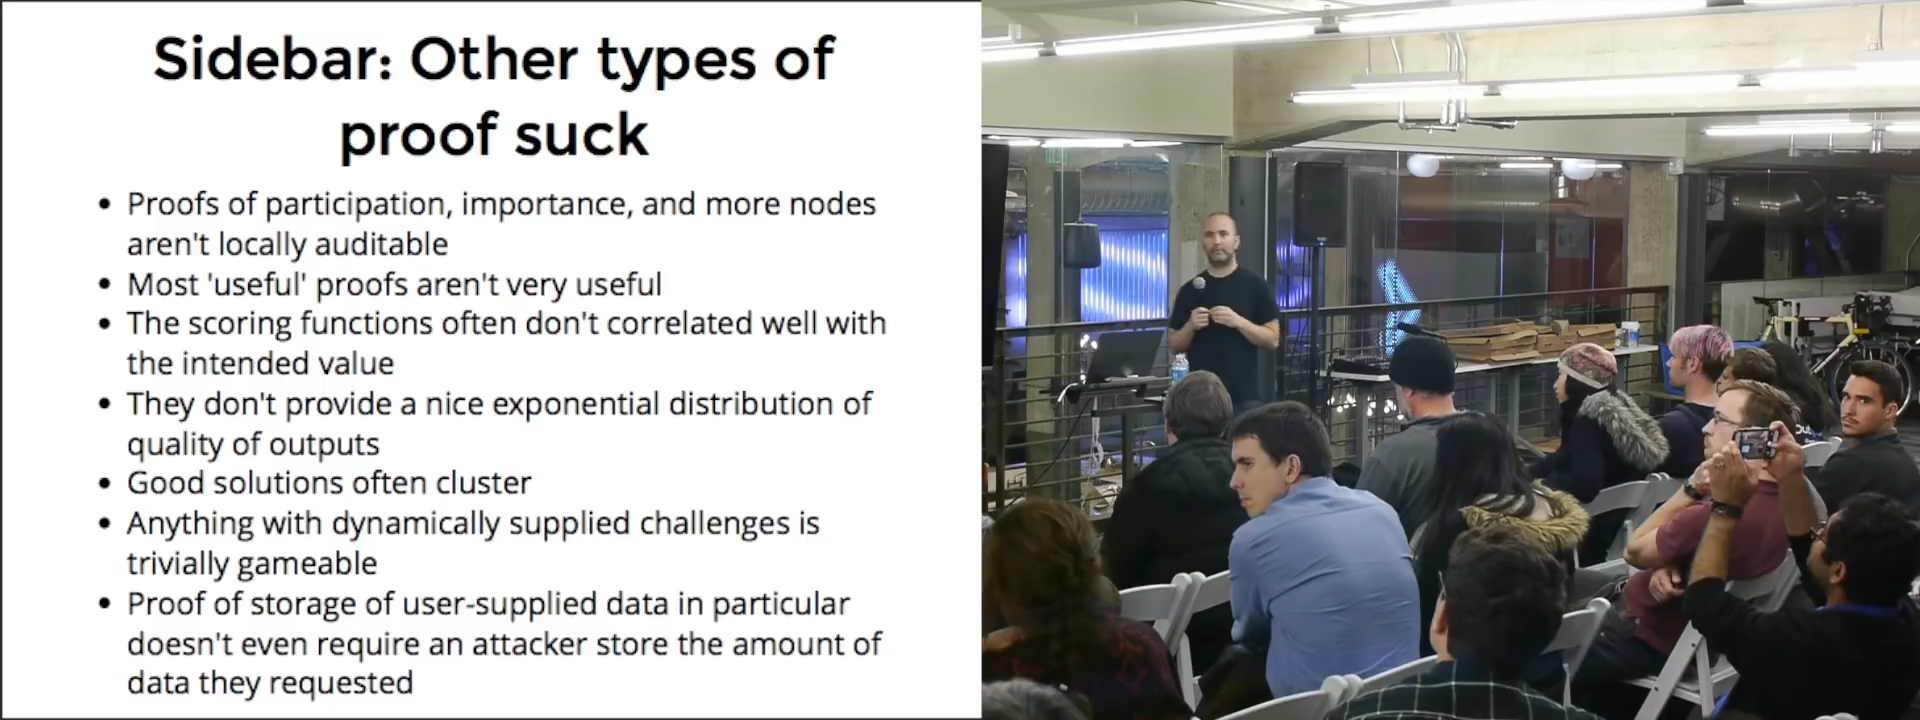 Sidebar: Other types of
proof suck
• Proofs of participation, importance, and more nodes
aren't locally auditable
• Most 'useful' proofs aren't very useful
• The scoring functions often don't correlated well with
the intended value
• They don't provide a nice exponential distribution of
quality of outputs
• Good solutions often cluster
• Anything with dynamically supplied challenges is
trivially gameable
• Proof of storage of user-supplied data in particular
doesn't even require an attacker store the amount of
data they requested